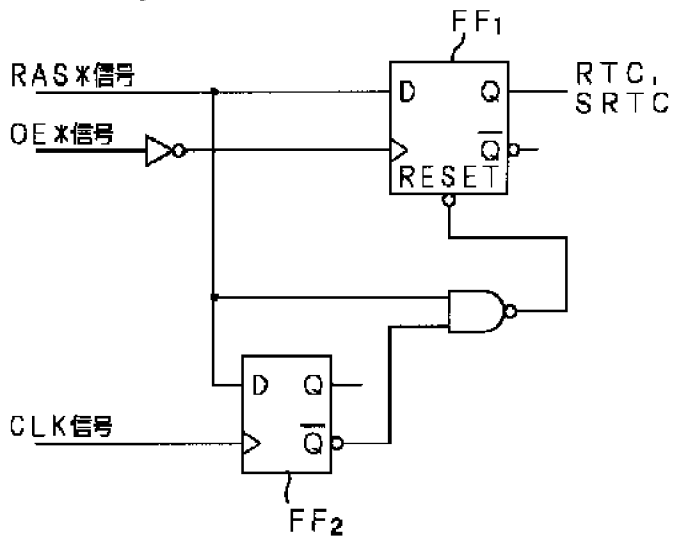 FF1
RAS*信号
D Q
RTC,
SRTC
OE*信号
Q
RESET
D Q
CLK信号
Q
FF2